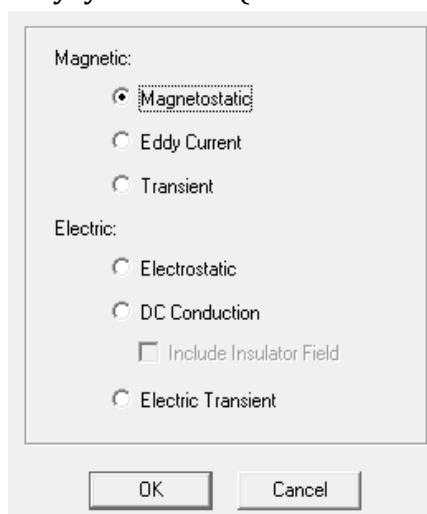 Magnetic:
Magnetostatic
Eddy Current
Transient
Electric:
Electrostatic
DC Conduction
Include Insulator Field
Electric Transient
OK Cancel